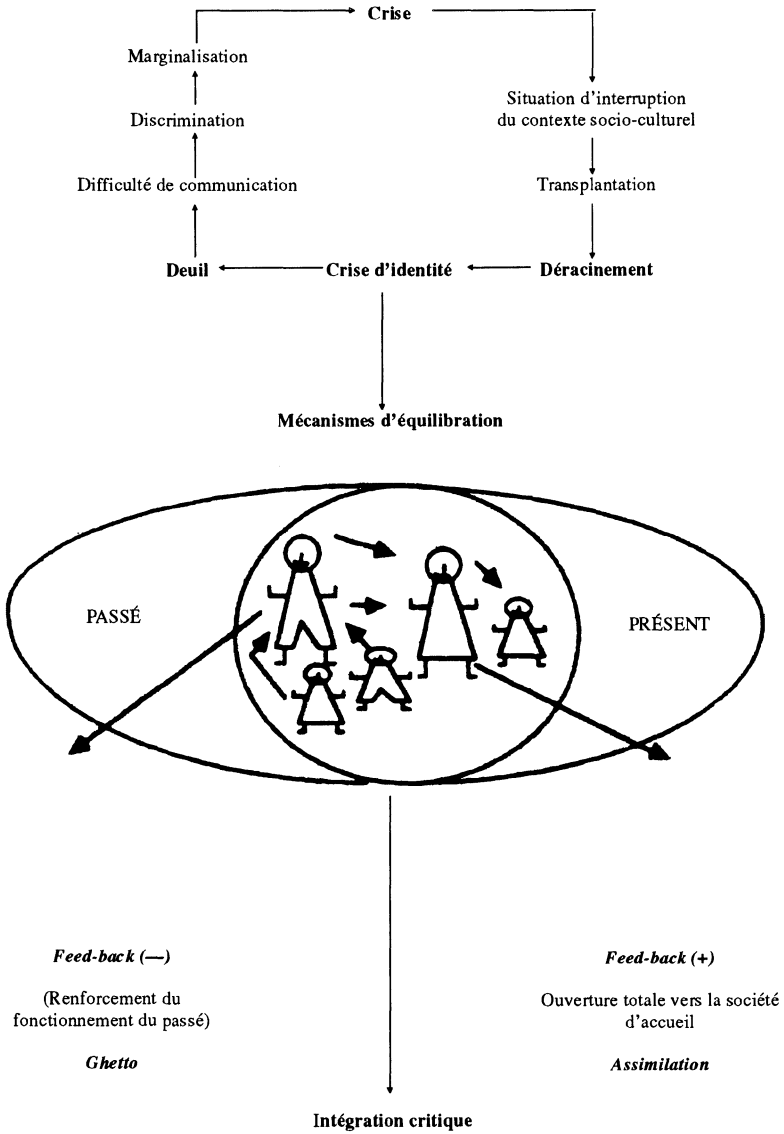 Crise
Marginalisation
Situation d'interruption
du contexte socio-culturel
Discrimination
Difficulté de communication
Transplantation
Deuil
Crise d'identité
Déracinement
Mécanismes d'équilibration
PASSÉ
PRÉSENT
Feed-back (—)
(Renforcement du
fonctionnement du passé)
Ghetto
Feed-back (+)
Ouverture totale vers la société
d'accueil
Assimilation
Intégration critique